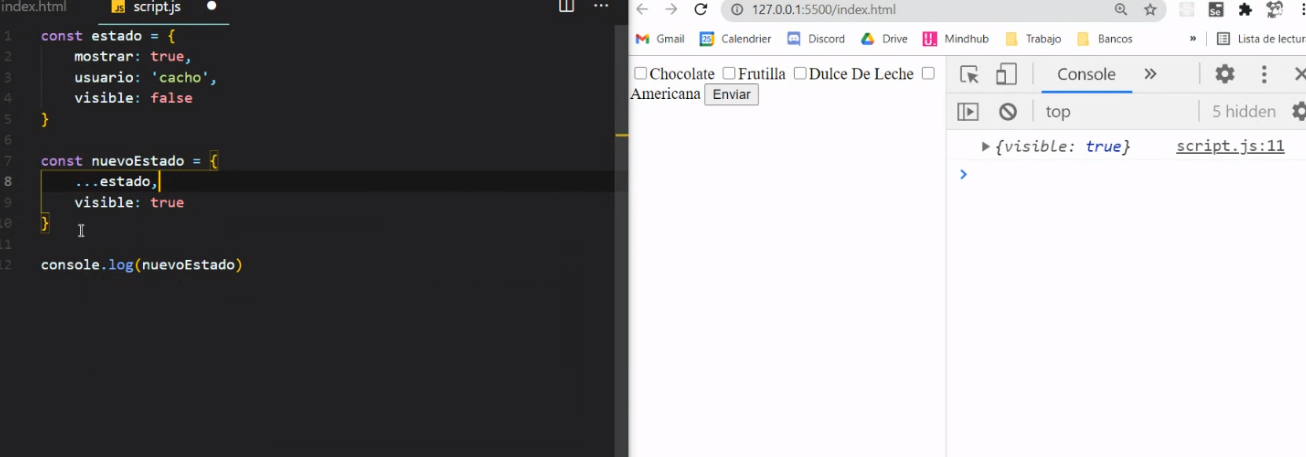 index.html
JS script.js
1 const estado = {
2 mostrar: true,
3 usuario: 'cacho',
4 visible: false
5 }
6
7 const nuevoEstado = {
8 ...estado,
9 visible: true
10 }
11
12 console.log(nuevoEstado)
127.0.0.1:5500/index.html
Gmail Calendrier Discord Drive Mindhub Trabajo Bancos » Lista de lectur
Chocolate Frutilla Dulce De Leche
Americana Enviar
Console »
top 5 hidden
{visible: true} script.js:11